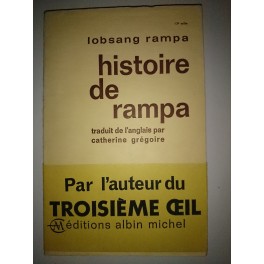 lobsang rampa
histoire
de
rampa
traduit de l'anglais par
catherine grégoire
Par l'auteur du
TROISIÈME ŒIL
éditions albin michel